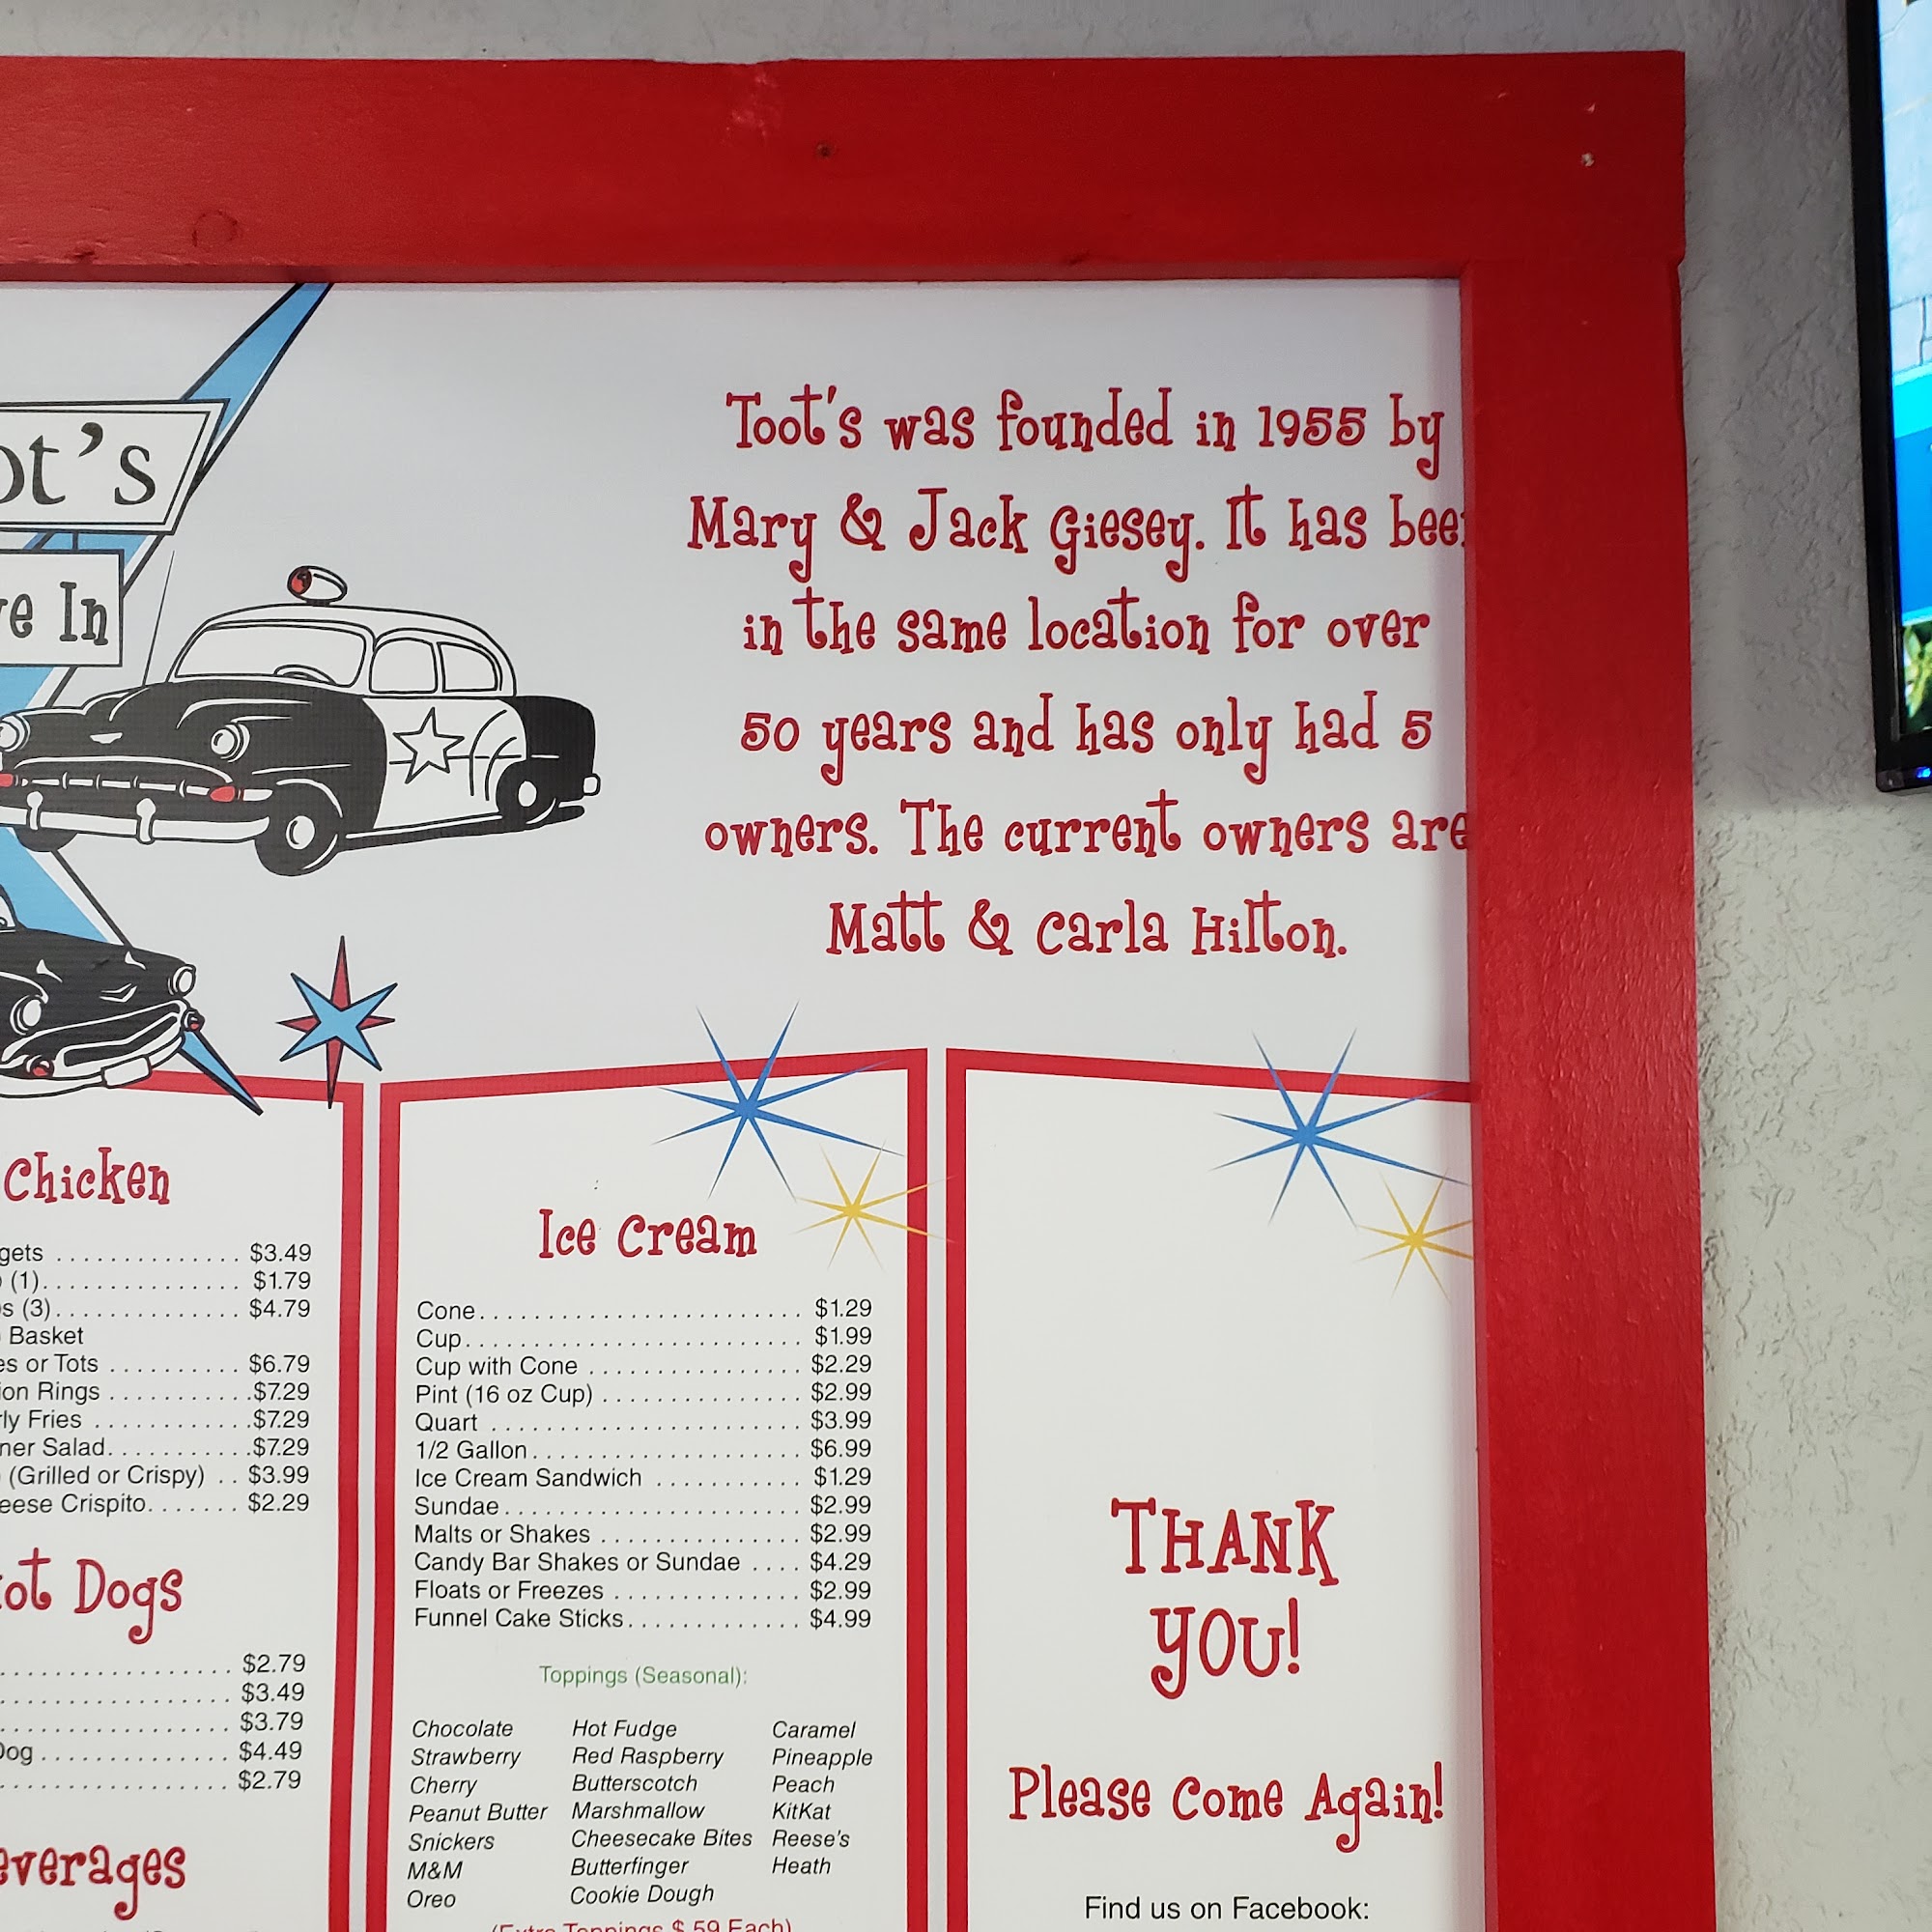 ot's
e In
Toot's was founded in 1955 by
Mary & Jack Giesey. It has bee
in the same location for over
50 years and has only had 5
owners. The current owners are
Matt & Carla Hilton.
Chicken
gets . . . . . . . . . . . . . . $3.49
(1). . . . . . . . . . . . . . . $1.79
s (3). . . . . . . . . . . . . . $4.79
Basket
es or Tots . . . . . . . . . . $6.79
ion Rings . . . . . . . . . . .$7.29
ly Fries . . . . . . . . . . . .$7.29
ner Salad. . . . . . . . . . .$7.29
(Grilled or Crispy) . . $3.99
eese Crispito. . . . . . . $2.29
ot Dogs
. . . . . . . . . . . . . . . . . $2.79
. . . . . . . . . . . . . . . . . $3.49
. . . . . . . . . . . . . . . . . $3.79
Dog . . . . . . . . . . . . . . $4.49
. . . . . . . . . . . . . . . . . $2.79
everages
Ice Cream
Cone. . . . . . . . . . . . . . . . . . . . . . . . . $1.29
Cup. . . . . . . . . . . . . . . . . . . . . . . . . . $1.99
Cup with Cone . . . . . . . . . . . . . . . . . $2.29
Pint (16 oz Cup) . . . . . . . . . . . . . . . . $2.99
Quart . . . . . . . . . . . . . . . . . . . . . . . . $3.99
1/2 Gallon . . . . . . . . . . . . . . . . . . . . . $6.99
Ice Cream Sandwich . . . . . . . . . . . . $1.29
Sundae. . . . . . . . . . . . . . . . . . . . . . . $2.99
Malts or Shakes . . . . . . . . . . . . . . . . $2.99
Candy Bar Shakes or Sundae . . . . $4.29
Floats or Freezes . . . . . . . . . . . . . . . $2.99
Funnel Cake Sticks. . . . . . . . . . . . . . $4.99
Toppings (Seasonal):
Chocolate Hot Fudge Caramel
Strawberry Red Raspberry Pineapple
Cherry Butterscotch Peach
Peanut Butter Marshmallow KitKat
Snickers Cheesecake Bites Reese's
M&M Butterfinger Heath
Oreo Cookie Dough
(Extra Toppings $.59 Each)
THANK
YOU!
Please Come Again!
Find us on Facebook: